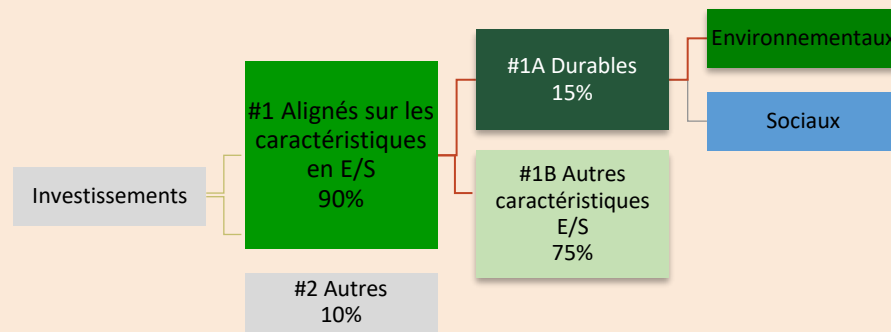 Investissements
#1 Alignés sur les
caractéristiques
en E/S
90%
#2 Autres
10%
#1A Durables
15%
#1B Autres
caractéristiques
E/S
75%
Environnementaux
Sociaux